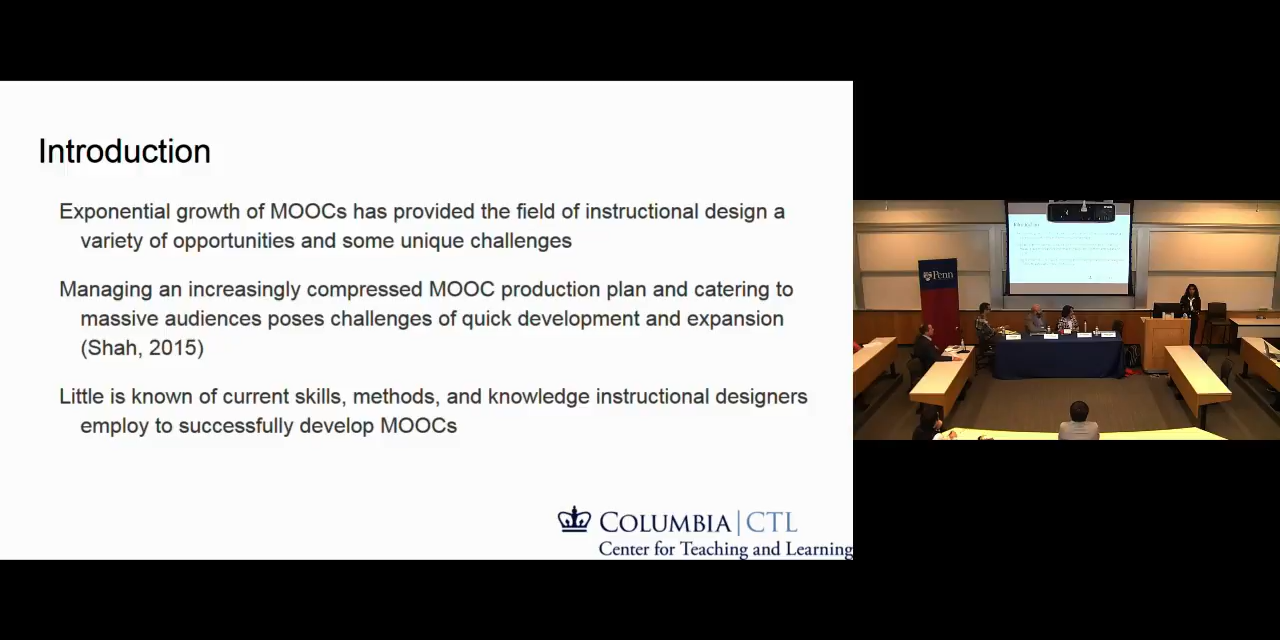 Introduction
Exponential growth of MOOCs has provided the field of instructional design a
variety of opportunities and some unique challenges
Managing an increasingly compressed MOOC production plan and catering to
massive audiences poses challenges of quick development and expansion
(Shah, 2015)
Little is known of current skills, methods, and knowledge instructional designers
employ to successfully develop MOOCs
COLUMBIA | CTL
Center for Teaching and Learning
Penn